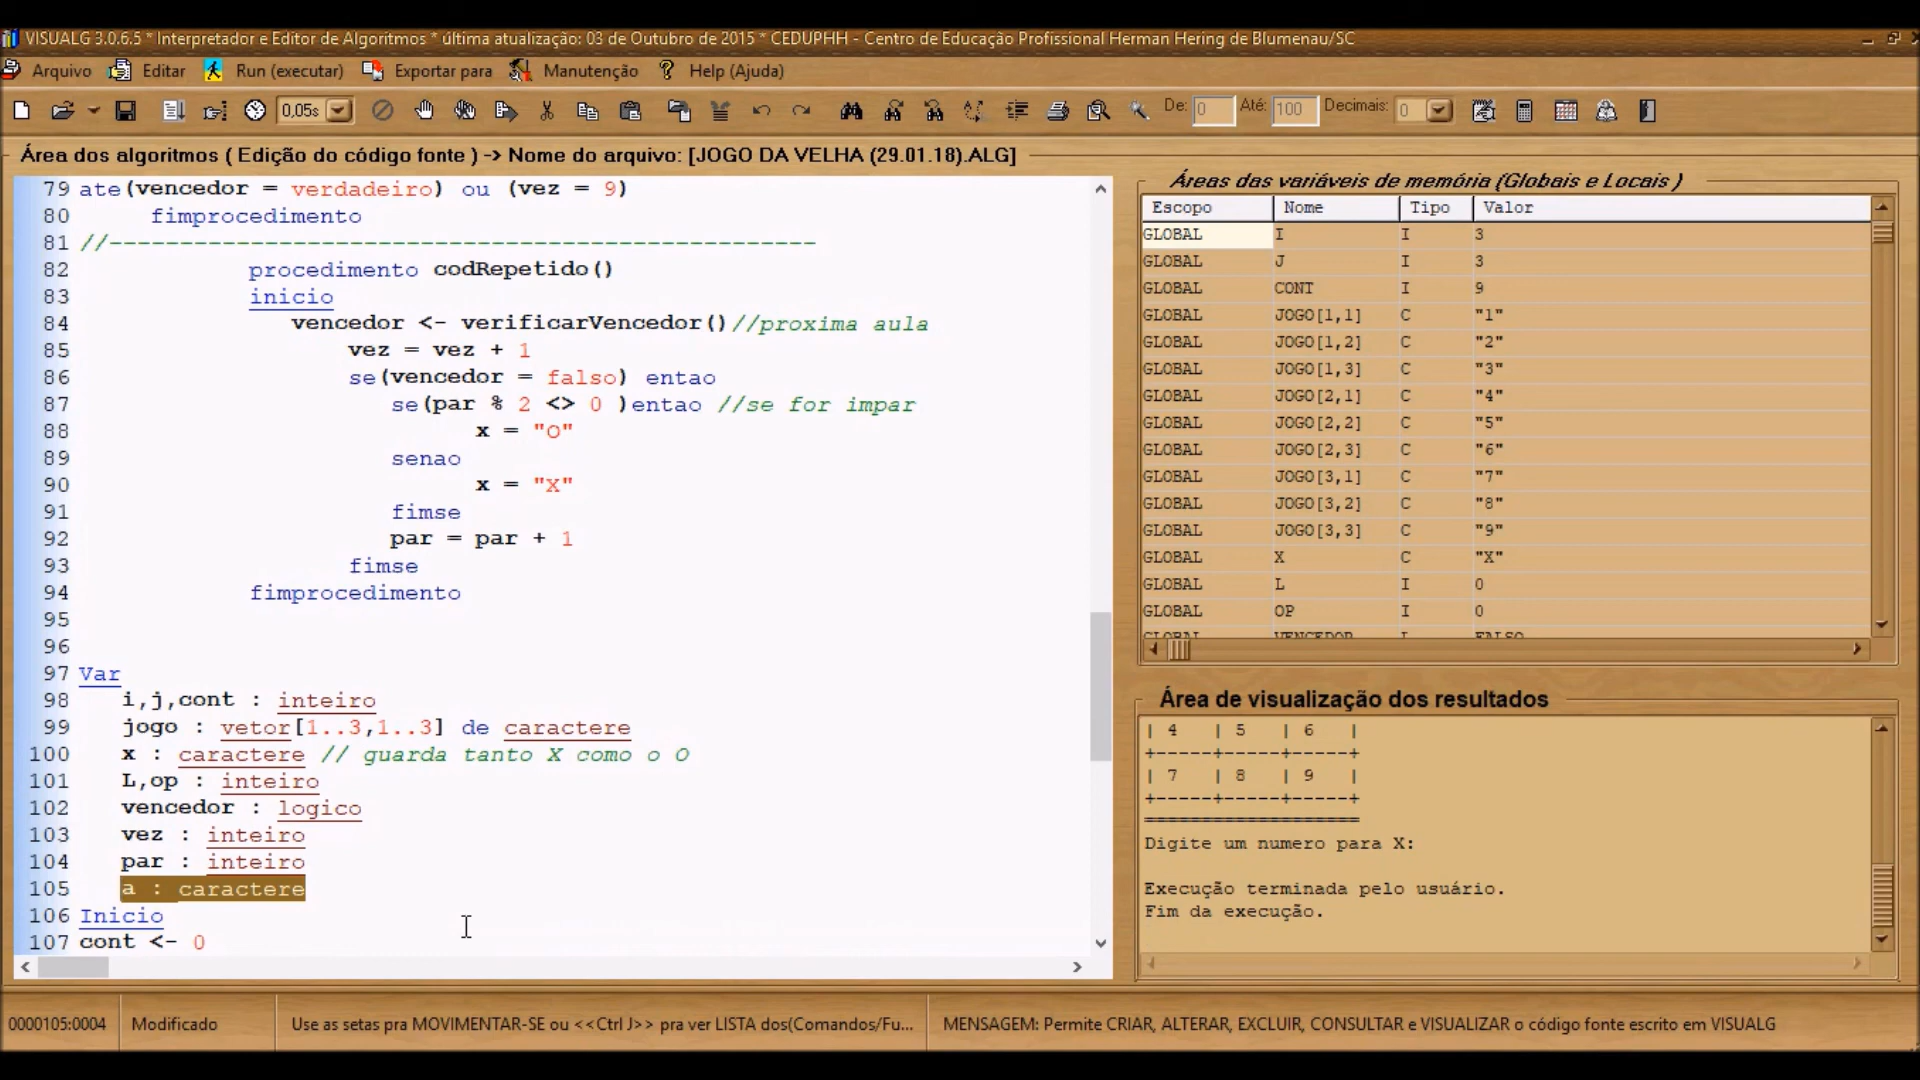 VISUALG 3.0.6.5 * Interpretador e Editor de Algoritmos * última atualização: 03 de Outubro de 2015 * CEDUPHH - Centro de Educação Profissional Herman Hering de Blumenau/SC
Arquivo Editar Run (executar) Exportar para Manutenção Help (Ajuda)
0,05s De: 0 Até: 100 Decimais: 0
Área dos algoritmos ( Edição do código fonte ) -> Nome do arquivo: [JOGO DA VELHA (29.01.18).ALG]
79 ate(vencedor = verdadeiro) ou (vez = 9)
80 fimprocedimento
81 //--------------------------------------------------
82 procedimento codRepetido()
83 inicio
84 vencedor <- verificarVencedor()//proxima aula
85 vez = vez + 1
86 se(vencedor = falso) entao
87 se(par % 2 <> 0 )entao //se for impar
88 x = "O"
89 senao
90 x = "X"
91 fimse
92 par = par + 1
93 fimse
94 fimprocedimento
95
96
97 Var
98 i,j,cont : inteiro
99 jogo : vetor[1..3,1..3] de caractere
100 x : caractere // guarda tanto X como o O
101 L,op : inteiro
102 vencedor : logico
103 vez : inteiro
104 par : inteiro
105 a : caractere
106 Inicio
107 cont <- 0
Áreas das variáveis de memória (Globais e Locais )
Escopo Nome Tipo Valor
GLOBAL I I 3
GLOBAL J I 3
GLOBAL CONT I 9
GLOBAL JOGO[1,1] C "1"
GLOBAL JOGO[1,2] C "2"
GLOBAL JOGO[1,3] C "3"
GLOBAL JOGO[2,1] C "4"
GLOBAL JOGO[2,2] C "5"
GLOBAL JOGO[2,3] C "6"
GLOBAL JOGO[3,1] C "7"
GLOBAL JOGO[3,2] C "8"
GLOBAL JOGO[3,3] C "9"
GLOBAL X C "X"
GLOBAL L I 0
GLOBAL OP I 0
GLOBAL VENCEDOR L FALSO
Área de visualização dos resultados
| 4 | 5 | 6 |
+-----+-----+-----+
| 7 | 8 | 9 |
+-----+-----+-----+
===================
Digite um numero para X:
Execução terminada pelo usuário.
Fim da execução.
0000105:0004 Modificado Use as setas pra MOVIMENTAR-SE ou <<Ctrl J>> pra ver LISTA dos(Comandos/Fu... MENSAGEM: Permite CRIAR, ALTERAR, EXCLUIR, CONSULTAR e VISUALIZAR o código fonte escrito em VISUALG